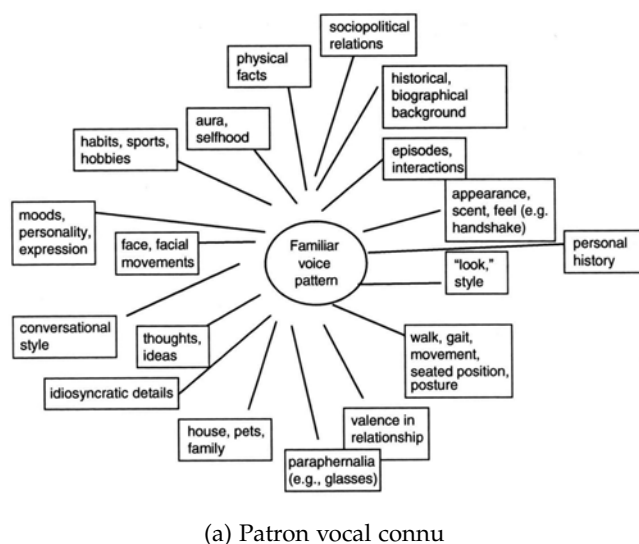 sociopolitical
relations
physical
facts
historical,
biographical
background
aura,
selfhood
habits, sports,
hobbies
episodes,
interactions
appearance,
scent, feel (e.g.
handshake)
moods,
personality,
expression
face, facial
movements
Familiar
voice
pattern
personal
history
"look,"
style
conversational
style
thoughts,
ideas
walk, gait,
movement,
seated position,
posture
idiosyncratic details
house, pets,
family
valence in
relationship
paraphernalia
(e.g., glasses)
(a) Patron vocal connu